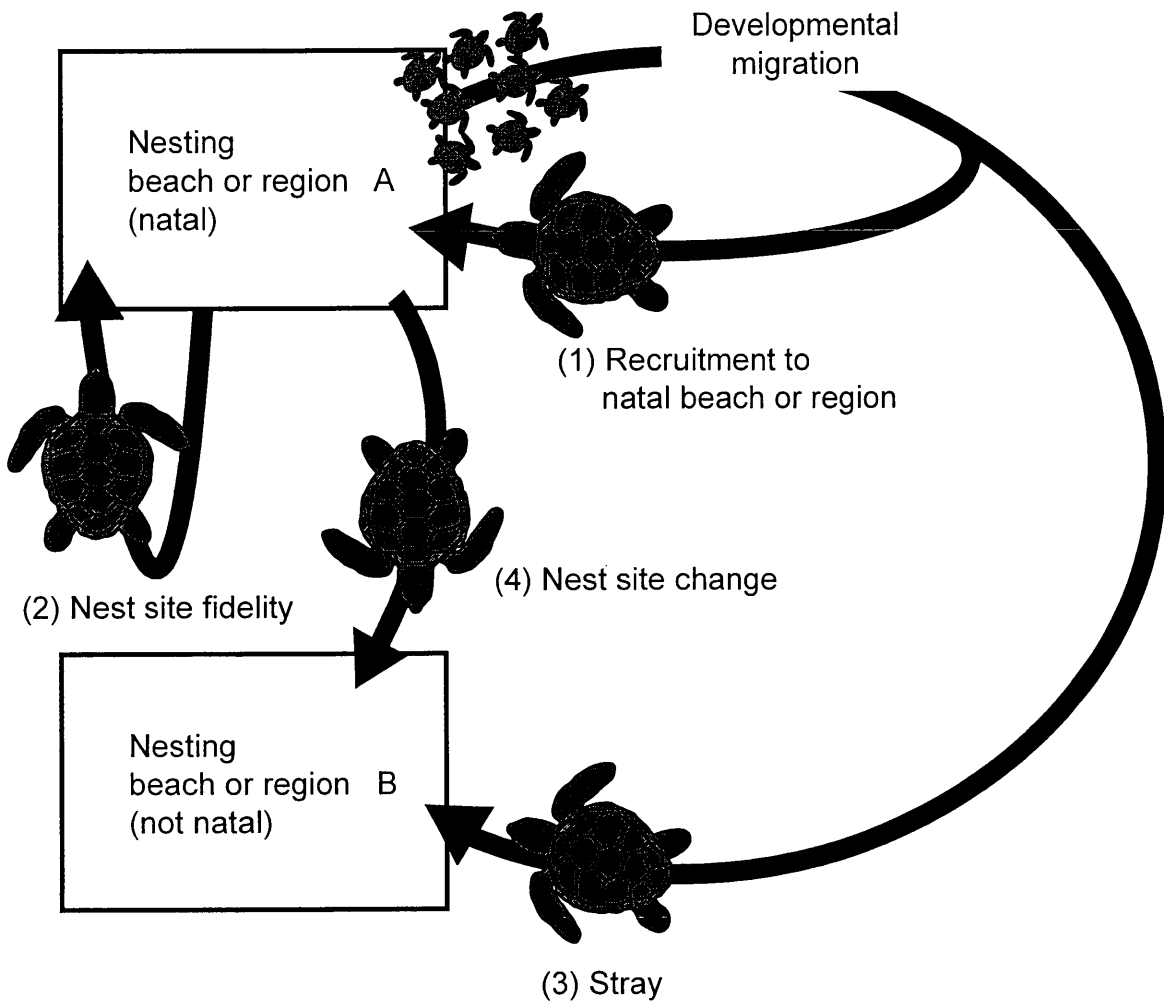 Developmental
migration
Nesting
beach or region A
(natal)
(1) Recruitment to
natal beach or region
(2) Nest site fidelity
(4) Nest site change
Nesting
beach or region B
(not natal)
(3) Stray